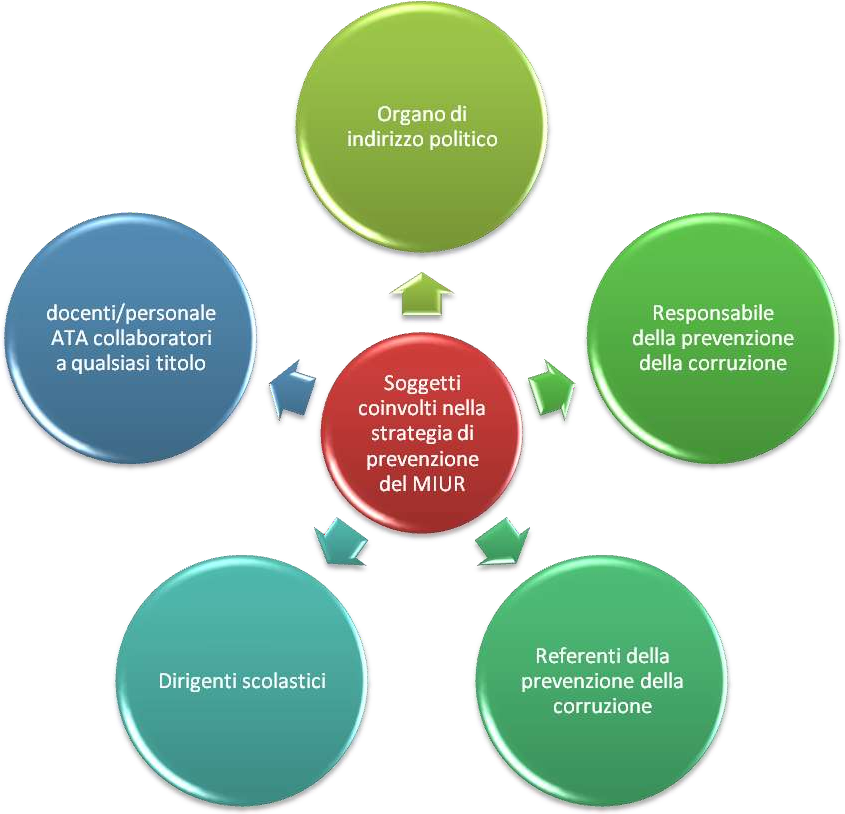 Organo di
indirizzo politico
docenti/personale
ATA collaboratori
a qualsiasi titolo
Responsabile
della prevenzione
della corruzione
Soggetti
coinvolti nella
strategia di
prevenzione
del MIUR
Dirigenti scolastici
Referenti della
prevenzione della
corruzione